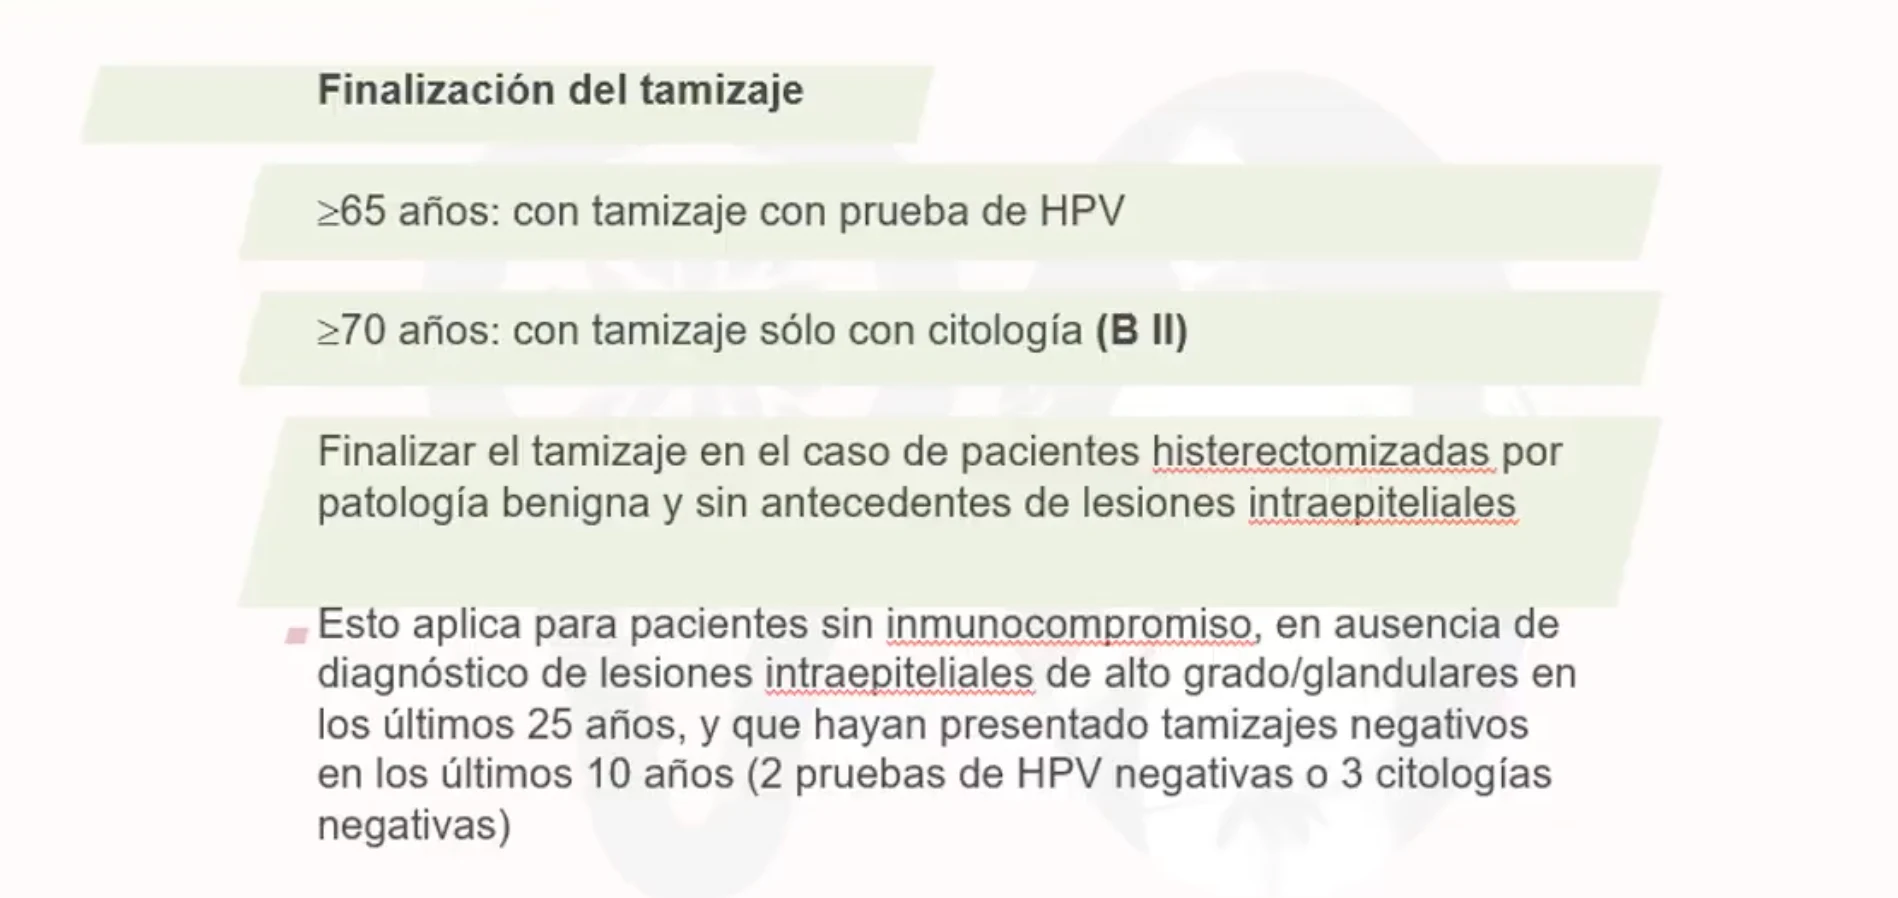 Finalización del tamizaje
≥65 años: con tamizaje con prueba de HPV
≥70 años: con tamizaje sólo con citología (B II)
Finalizar el tamizaje en el caso de pacientes histerectomizadas por
patología benigna y sin antecedentes de lesiones intraepiteliales
Esto aplica para pacientes sin inmunocompromiso, en ausencia de
diagnóstico de lesiones intraepiteliales de alto grado/glandulares en
los últimos 25 años, y que hayan presentado tamizajes negativos
en los últimos 10 años (2 pruebas de HPV negativas o 3 citologías
negativas)